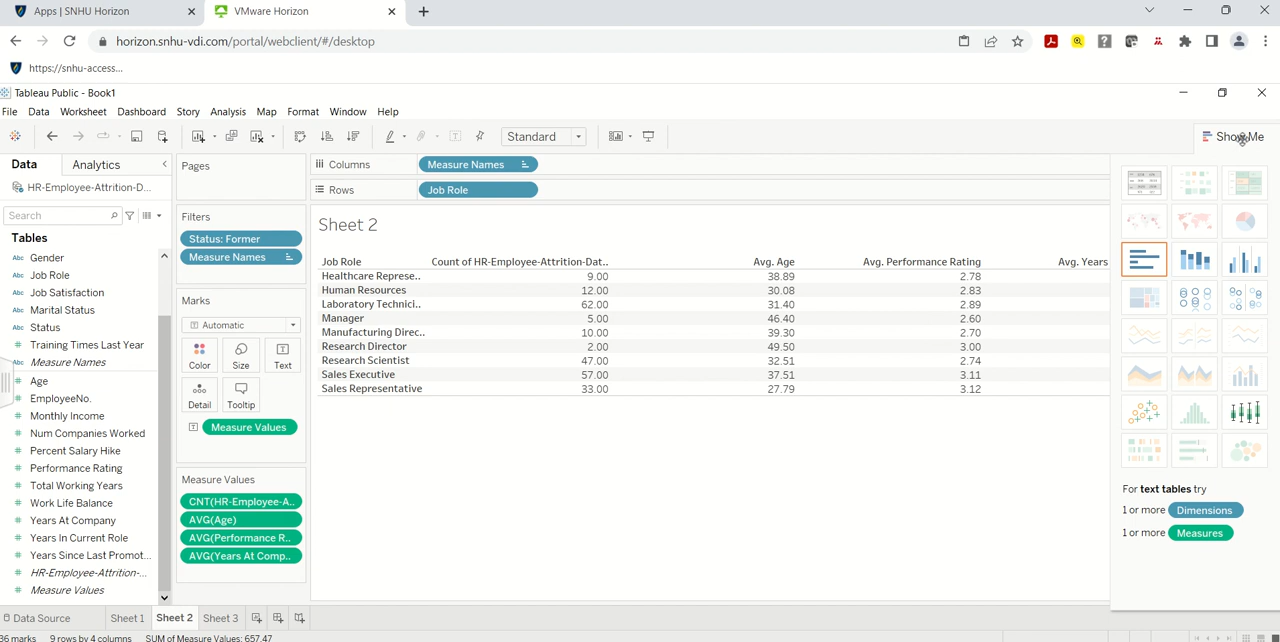 Apps | SNHU Horizon
VMware Horizon
horizon.snhu-vdi.com/portal/webclient/#/desktop
https://snhu-access...
Tableau Public - Book1
File Data Worksheet Dashboard Story Analysis Map Format Window Help
Standard
Show Me
Data Analytics
HR-Employee-Attrition-D...
Search
Tables
Abc Gender
Abc Job Role
Abc Job Satisfaction
Abc Marital Status
Abc Status
# Training Times Last Year
Abc Measure Names
# Age
# EmployeeNo.
# Monthly Income
# Num Companies Worked
# Percent Salary Hike
# Performance Rating
# Total Working Years
# Work Life Balance
# Years At Company
# Years In Current Role
# Years Since Last Promot...
# HR-Employee-Attrition-...
# Measure Values
Pages
Filters
Status: Former
Measure Names
Marks
Automatic
Color Size Text
Detail Tooltip
Measure Values
Measure Values
CNT(HR-Employee-A..
AVG(Age)
AVG(Performance R..
AVG(Years At Comp..
Columns Measure Names
Rows Job Role
Sheet 2
Job Role Count of HR-Employee-Attrition-Dat.. Avg. Age Avg. Performance Rating Avg. Years
Healthcare Represe.. 9.00 38.89 2.78
Human Resources 12.00 30.08 2.83
Laboratory Technici.. 62.00 31.40 2.89
Manager 5.00 46.40 2.60
Manufacturing Direc.. 10.00 39.30 2.70
Research Director 2.00 49.50 3.00
Research Scientist 47.00 32.51 2.74
Sales Executive 57.00 37.51 3.11
Sales Representative 33.00 27.79 3.12
For text tables try
1 or more Dimensions
1 or more Measures
Data Source Sheet 1 Sheet 2 Sheet 3
36 marks 9 rows by 4 columns SUM of Measure Values: 657.47